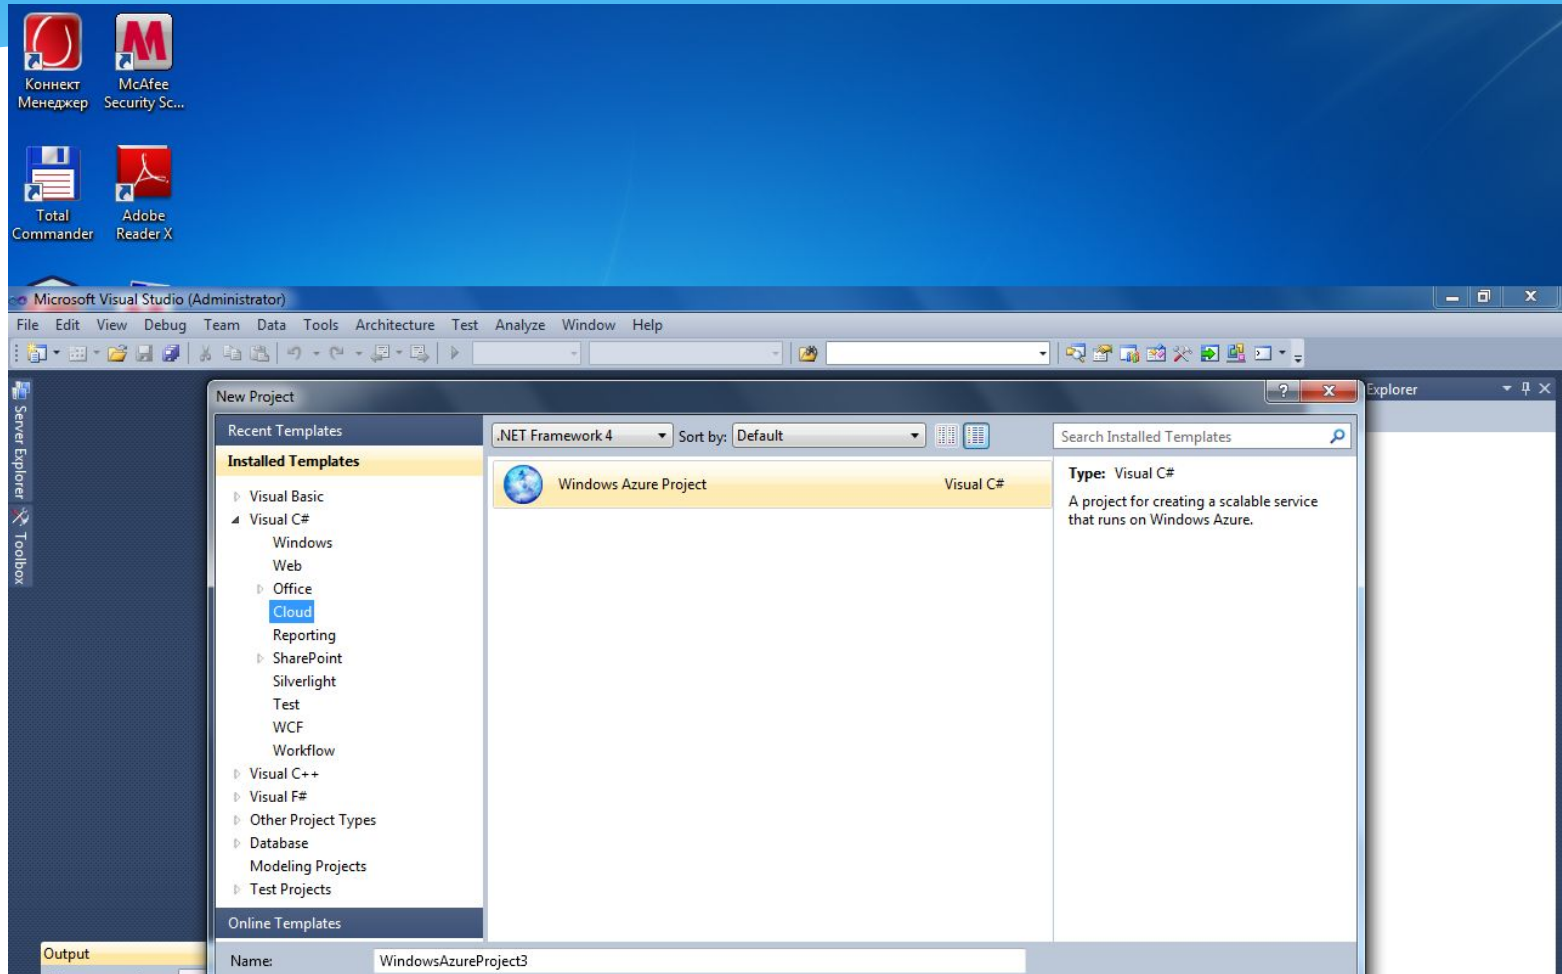 Коннект
Менеджер
McAfee
Security Sc...
Total
Commander
Adobe
Reader X
Microsoft Visual Studio (Administrator)
File Edit View Debug Team Data Tools Architecture Test Analyze Window Help
Server Explorer
Toolbox
New Project
Explorer
Recent Templates
Installed Templates
Visual Basic
Visual C#
Windows
Web
Office
Cloud
Reporting
SharePoint
Silverlight
Test
WCF
Workflow
Visual C++
Visual F#
Other Project Types
Database
Modeling Projects
Test Projects
Online Templates
.NET Framework 4 Sort by: Default
Windows Azure Project Visual C#
Search Installed Templates
Type: Visual C#
A project for creating a scalable service
that runs on Windows Azure.
Output
Name: WindowsAzureProject3